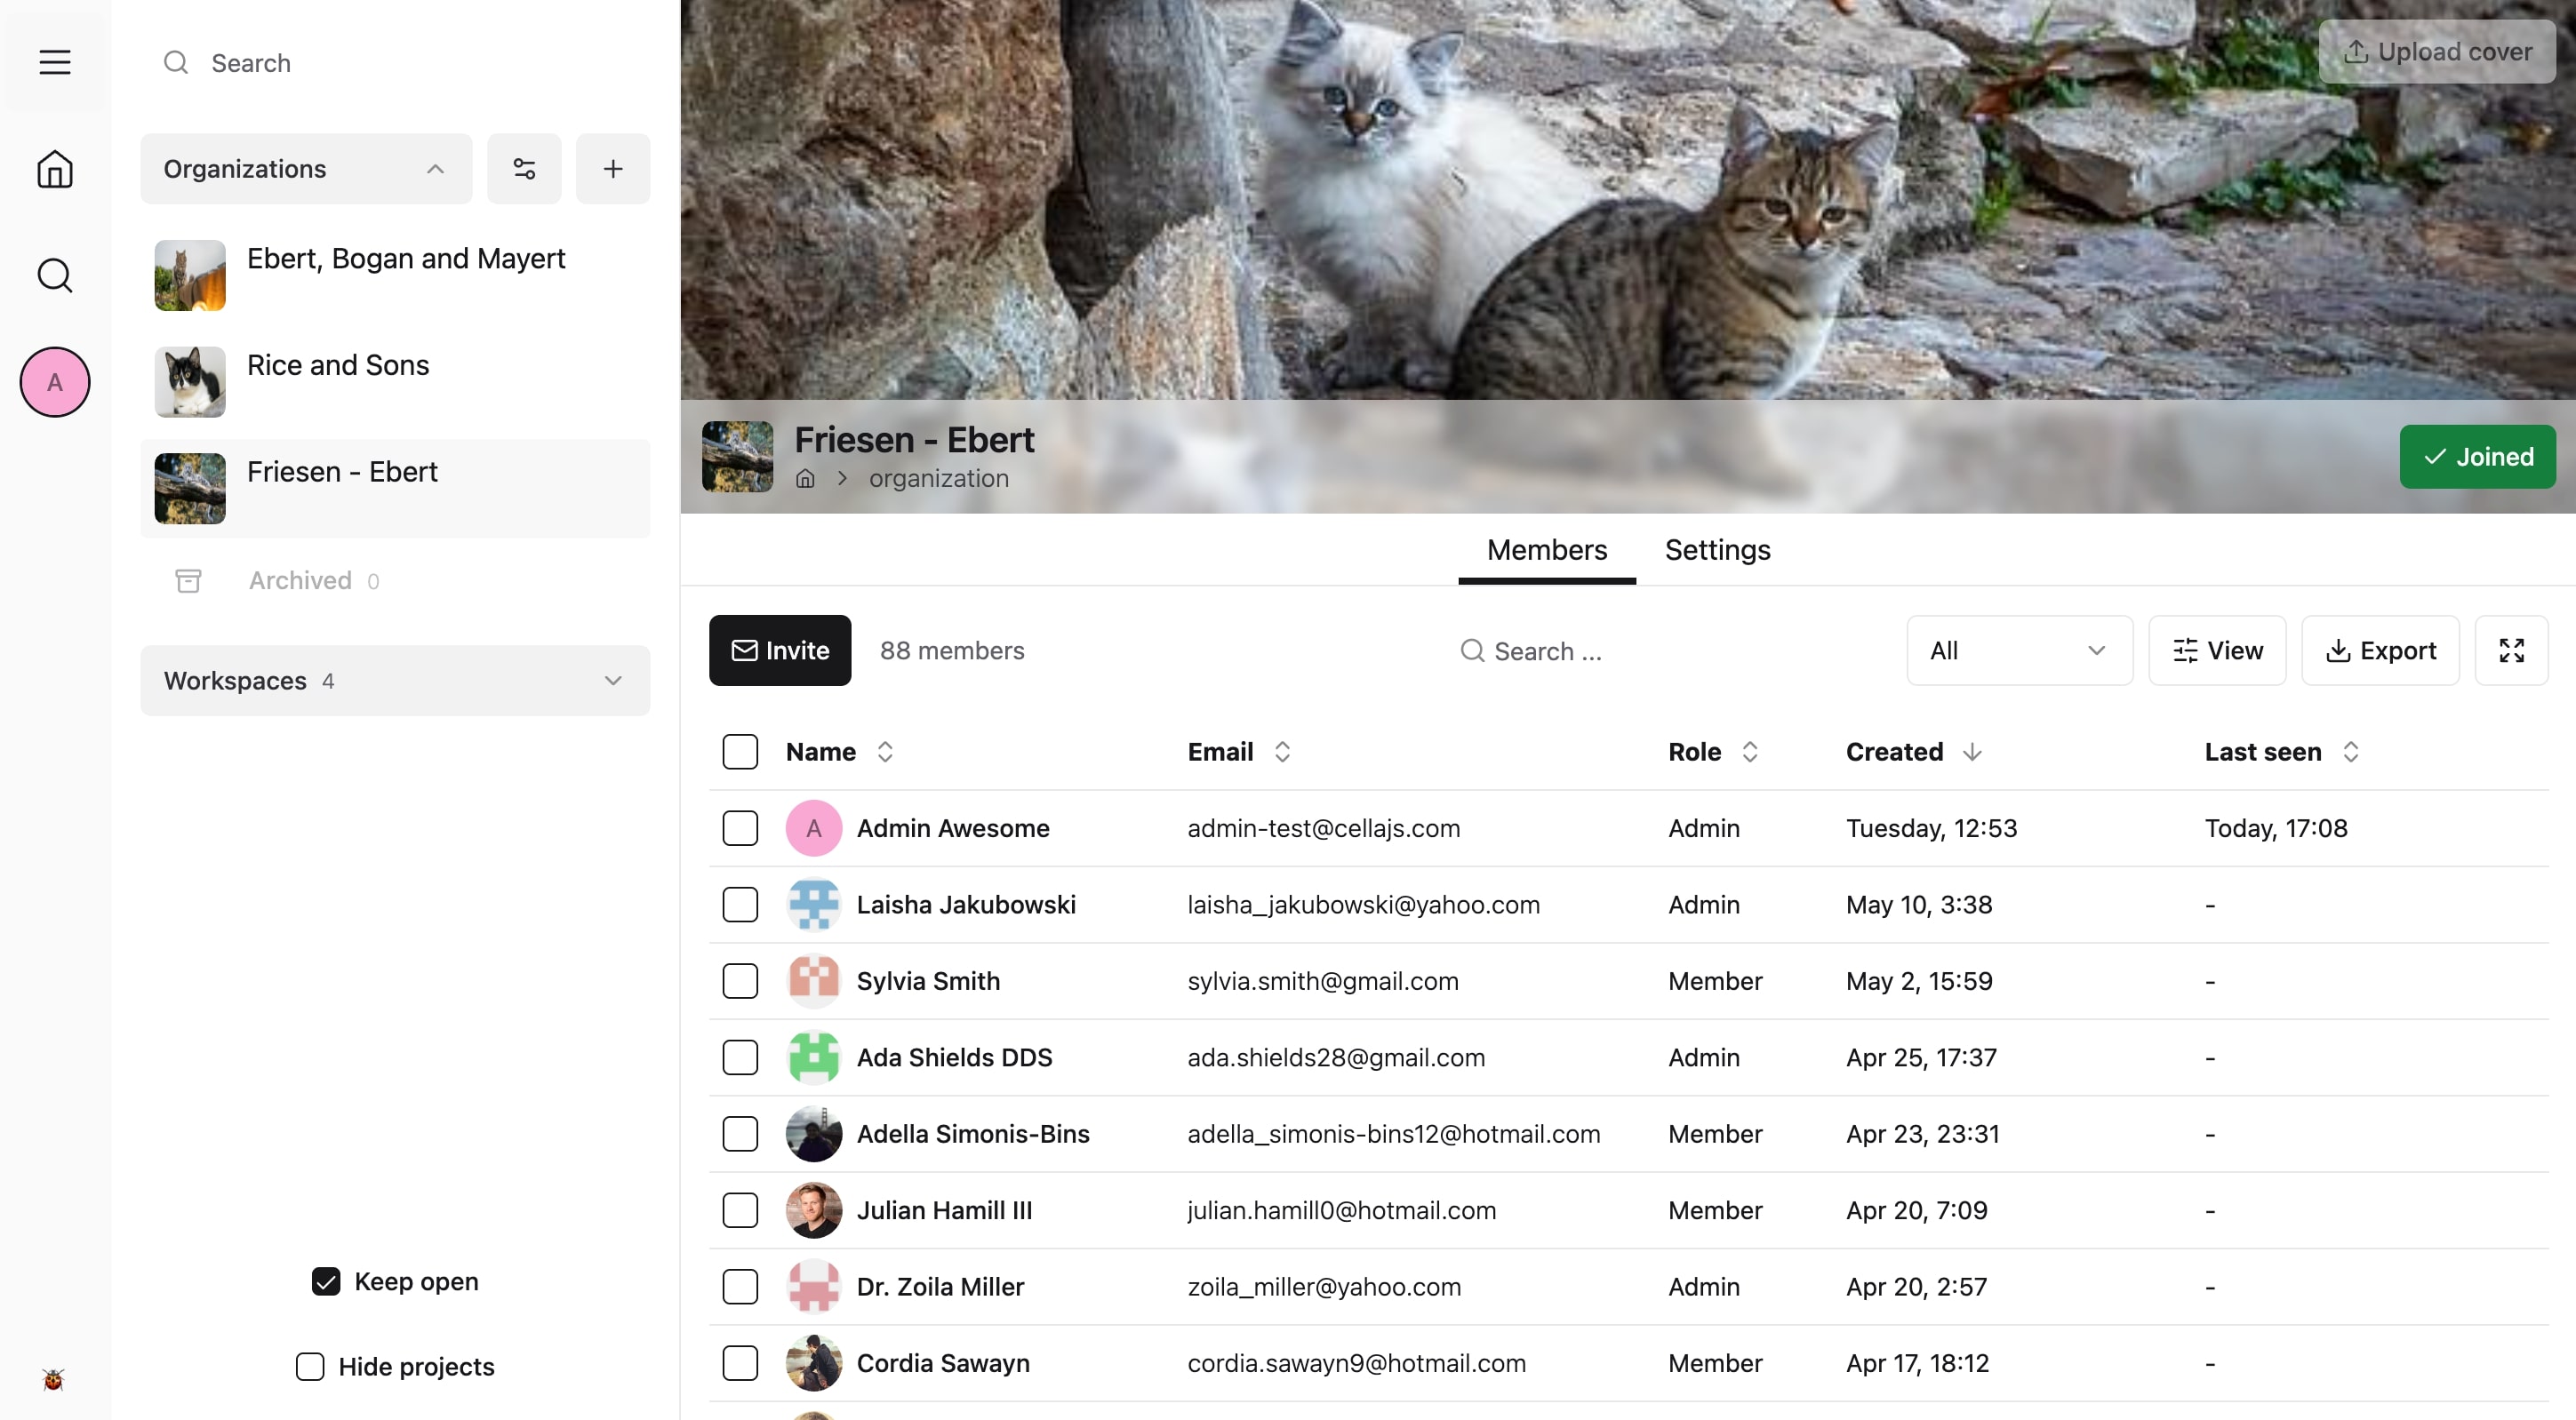 Search
Organizations
Ebert, Bogan and Mayert
Rice and Sons
Friesen - Ebert
Archived 0
Workspaces 4
Keep open
Hide projects
A
Upload cover
Friesen - Ebert
organization
Joined
Members Settings
Invite 88 members Search ... All View Export
Name Email Role Created Last seen
A Admin Awesome admin-test@cellajs.com Admin Tuesday, 12:53 Today, 17:08
Laisha Jakubowski laisha_jakubowski@yahoo.com Admin May 10, 3:38 -
Sylvia Smith sylvia.smith@gmail.com Member May 2, 15:59 -
Ada Shields DDS ada.shields28@gmail.com Admin Apr 25, 17:37 -
Adella Simonis-Bins adella_simonis-bins12@hotmail.com Member Apr 23, 23:31 -
Julian Hamill III julian.hamill0@hotmail.com Member Apr 20, 7:09 -
Dr. Zoila Miller zoila_miller@yahoo.com Admin Apr 20, 2:57 -
Cordia Sawayn cordia.sawayn9@hotmail.com Member Apr 17, 18:12 -